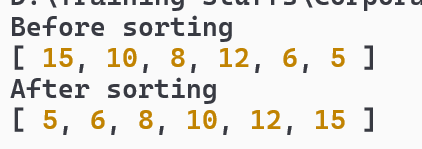 Before sorting
[ 15, 10, 8, 12, 6, 5 ]
After sorting
[ 5, 6, 8, 10, 12, 15 ]